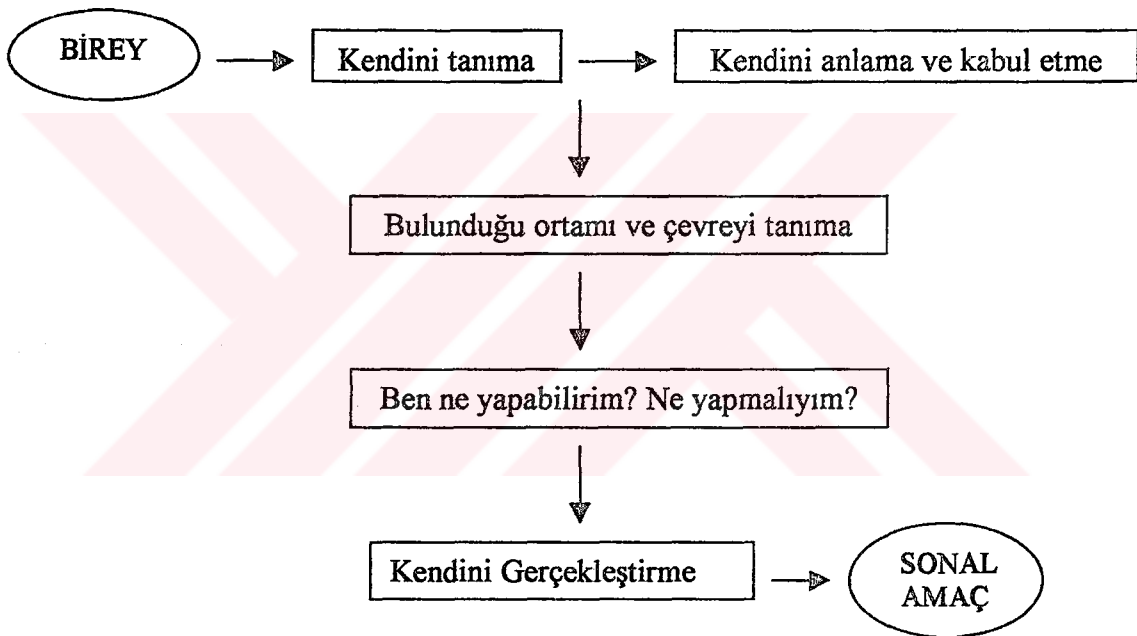 BİREY
Kendini tanıma
Kendini anlama ve kabul etme
Bulunduğu ortamı ve çevreyi tanıma
Ben ne yapabilirim? Ne yapmalıyım?
Kendini Gerçekleştirme
SONAL
AMAÇ